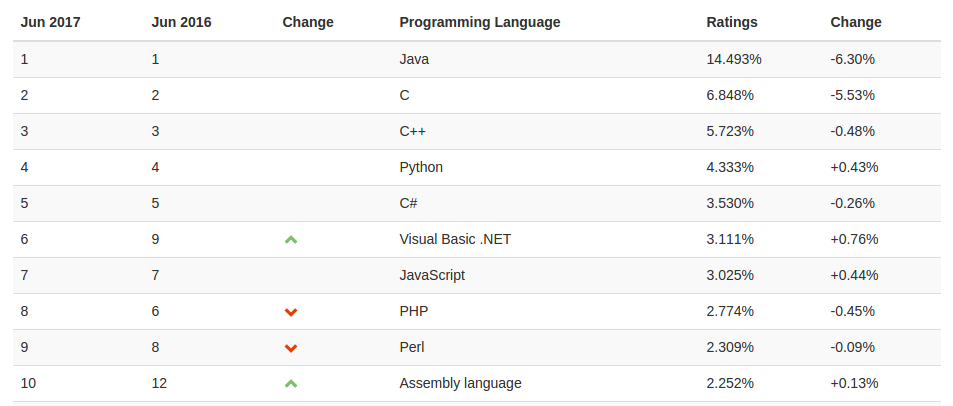 Jun 2017 Jun 2016 Change Programming Language Ratings Change
1 1 Java 14.493% -6.30%
2 2 C 6.848% -5.53%
3 3 C++ 5.723% -0.48%
4 4 Python 4.333% +0.43%
5 5 C# 3.530% -0.26%
6 9 Visual Basic .NET 3.111% +0.76%
7 7 JavaScript 3.025% +0.44%
8 6 PHP 2.774% -0.45%
9 8 Perl 2.309% -0.09%
10 12 Assembly language 2.252% +0.13%